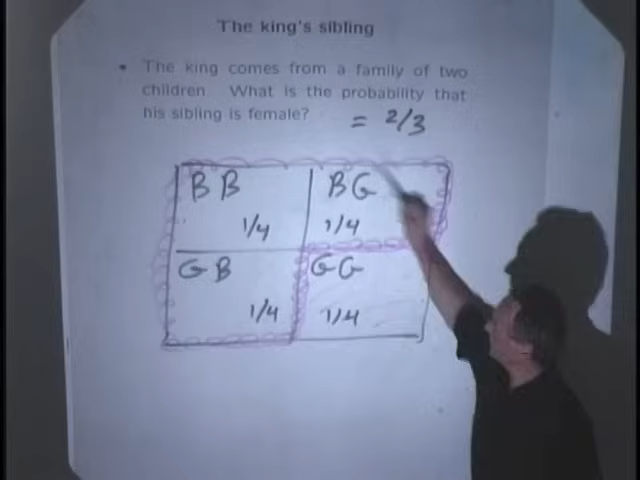 The king's sibling
• The king comes from a family of two
children. What is the probability that
his sibling is female? = 2/3
BB BG
1/4 1/4
GB GG
1/4 1/4